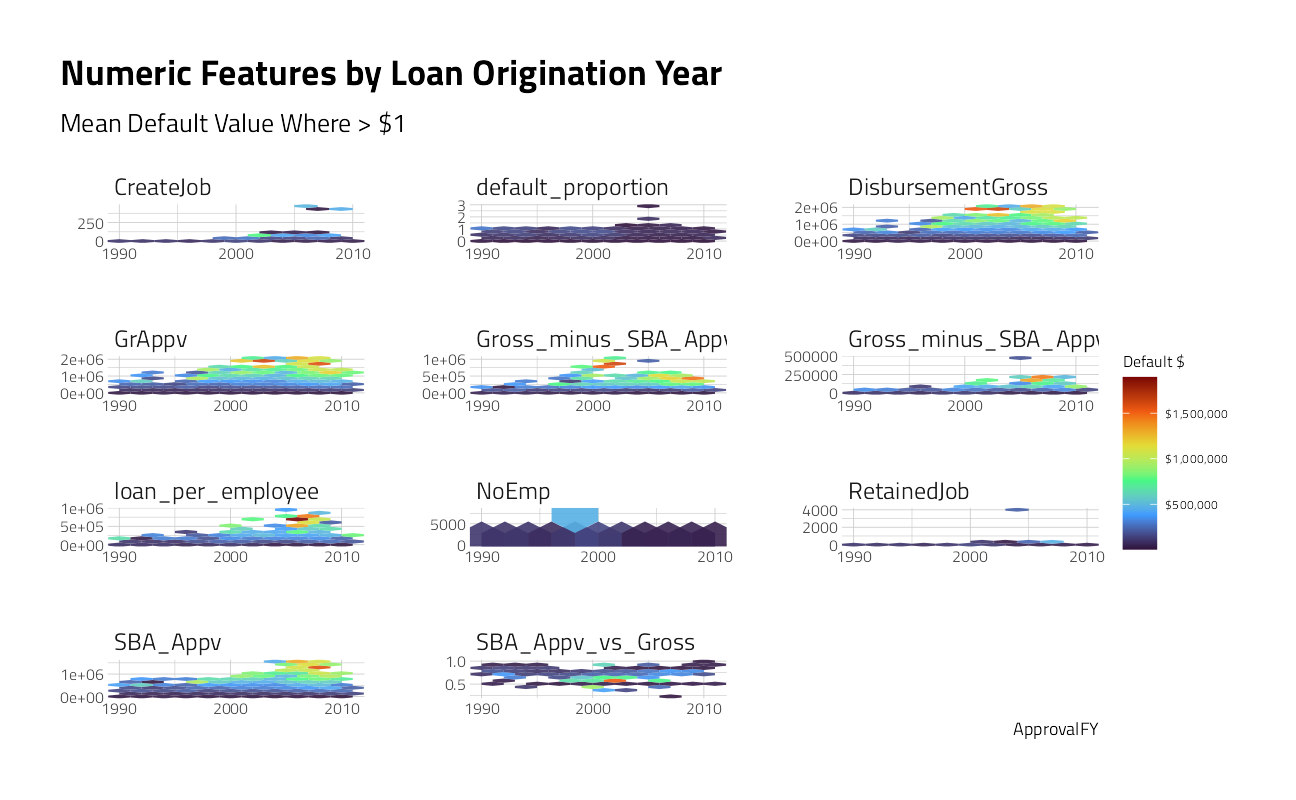 Numeric Features by Loan Origination Year
Mean Default Value Where > $1
CreateJob
250
0
1990 2000 2010
default_proportion
3
2
1
0
1990 2000 2010
DisbursementGross
2e+06
1e+06
0e+00
1990 2000 2010
GrAppv
2e+06
1e+06
0e+00
1990 2000 2010
Gross_minus_SBA_Appv
1e+06
5e+05
0e+00
1990 2000 2010
Gross_minus_SBA_Appv
500000
250000
0
1990 2000 2010
Default $
$1,500,000
$1,000,000
$500,000
loan_per_employee
1e+06
5e+05
0e+00
1990 2000 2010
NoEmp
5000
0
1990 2000 2010
RetainedJob
4000
2000
0
1990 2000 2010
SBA_Appv
1e+06
0e+00
1990 2000 2010
SBA_Appv_vs_Gross
1.0
0.5
1990 2000 2010
ApprovalFY